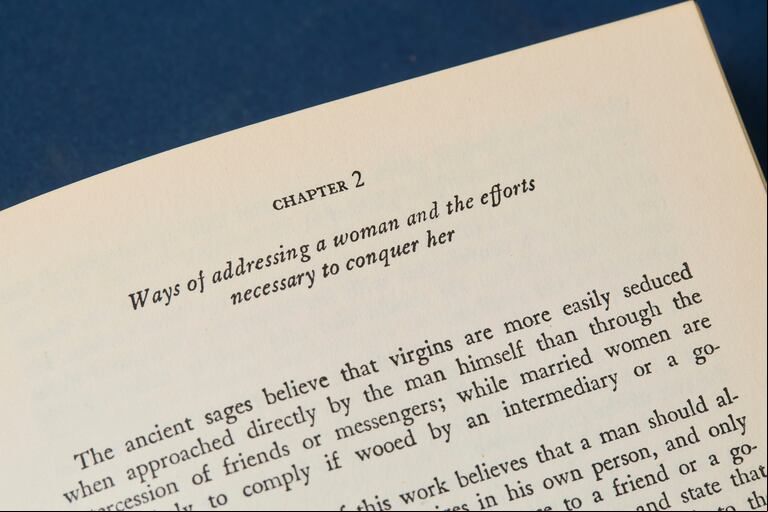 CHAPTER 2
Ways of addressing a woman and the efforts
necessary to conquer her
The ancient sages believe that virgins are more easily seduced
when approached directly by the man himself than through the
tercession of friends or messengers; while married women are
ly to comply if wooed by an intermediary or a go-
this work believes that a man should al-
in his own person, and only
to a friend or a go-
and state that